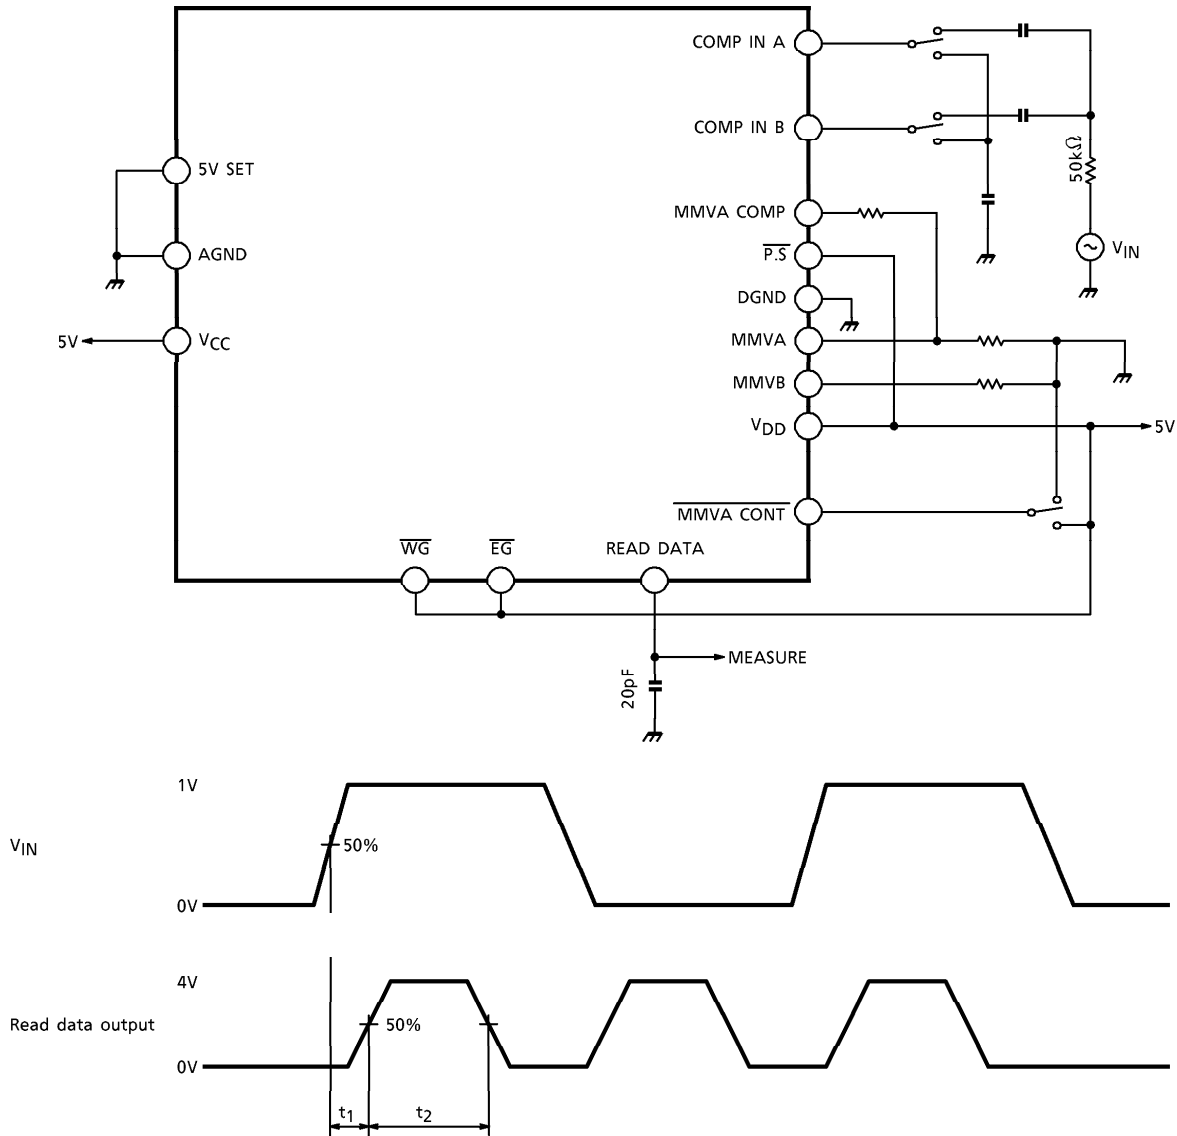 COMP IN A
COMP IN B
5V SET
50kΩ
MMVA COMP
AGND
P.S
VIN
DGND
5V
VCC
MMVA
MMVB
VDD
5V
MMVA CONT
WG
EG
READ DATA
MEASURE
20pF
1V
VIN
50%
0V
4V
Read data output
50%
0V
t1
t2